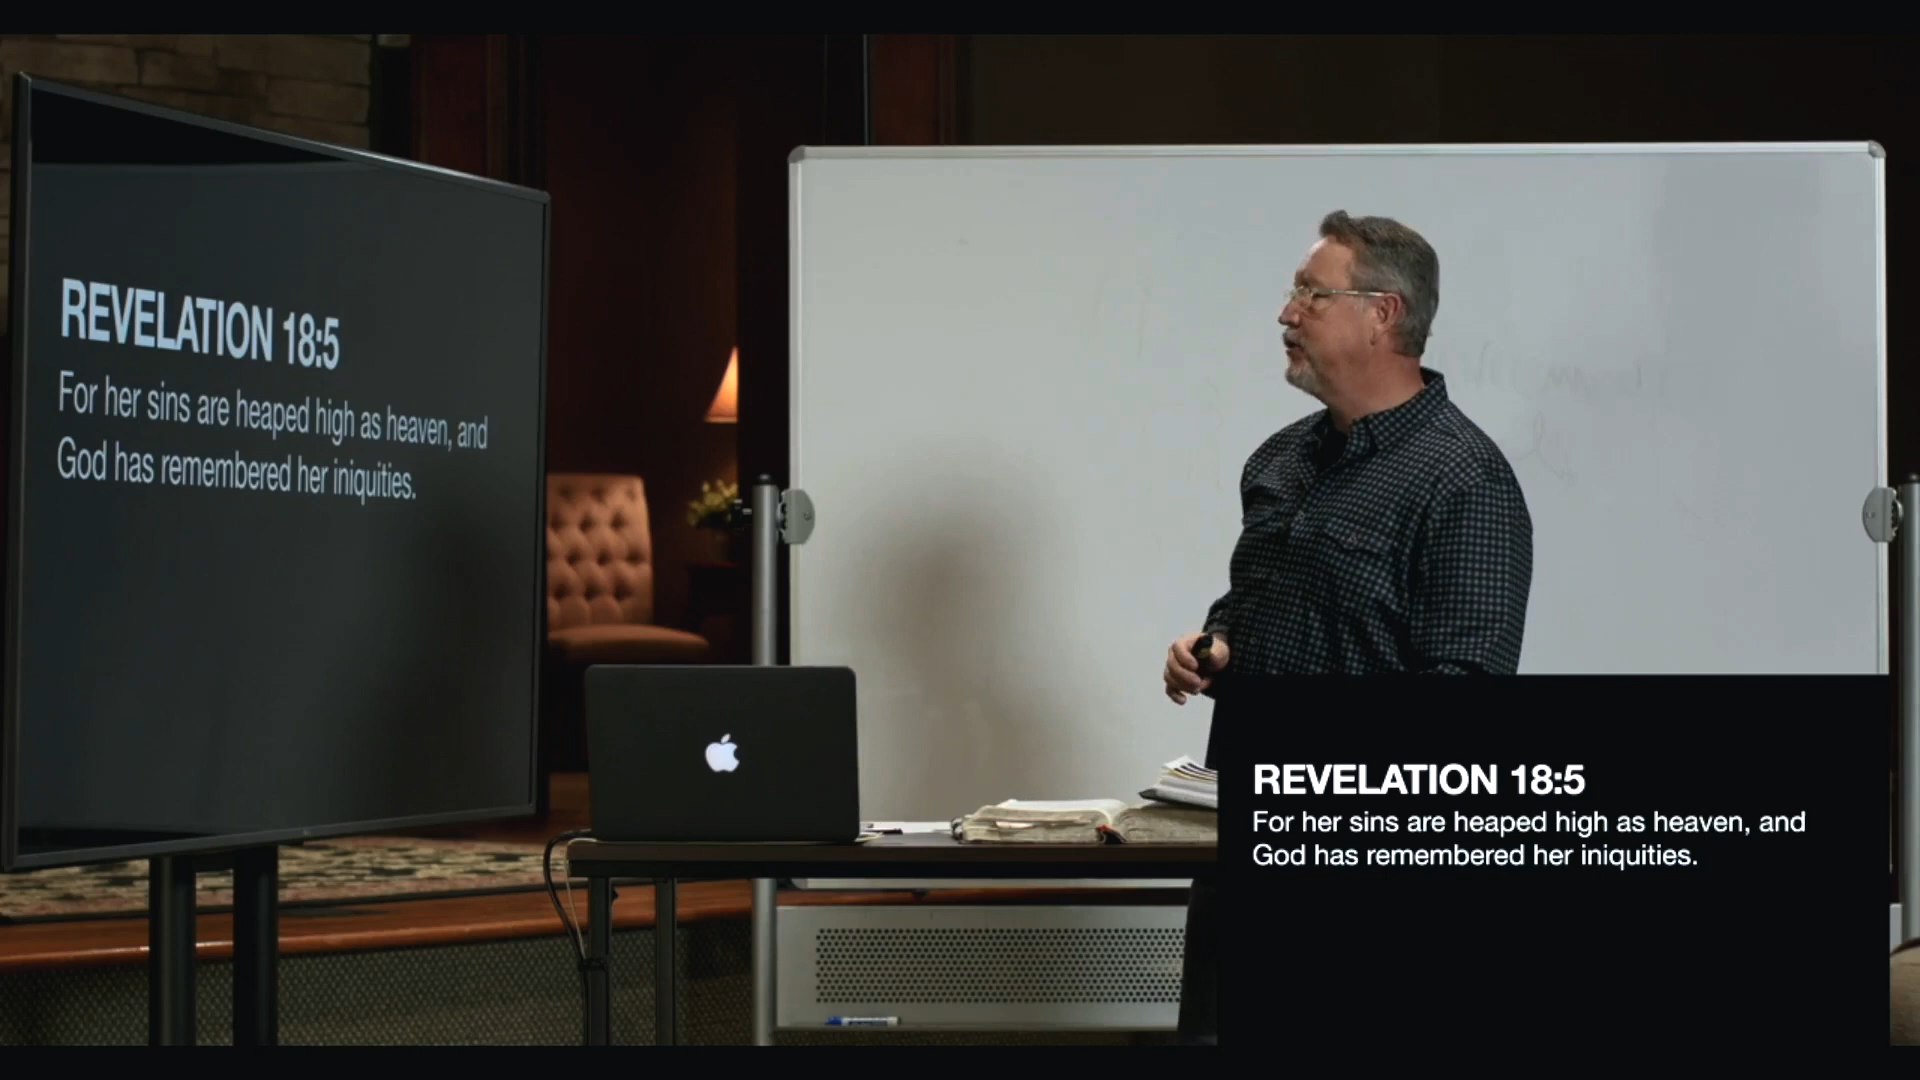 REVELATION 18:5
For her sins are heaped high as heaven, and
God has remembered her iniquities.
REVELATION 18:5
For her sins are heaped high as heaven, and
God has remembered her iniquities.